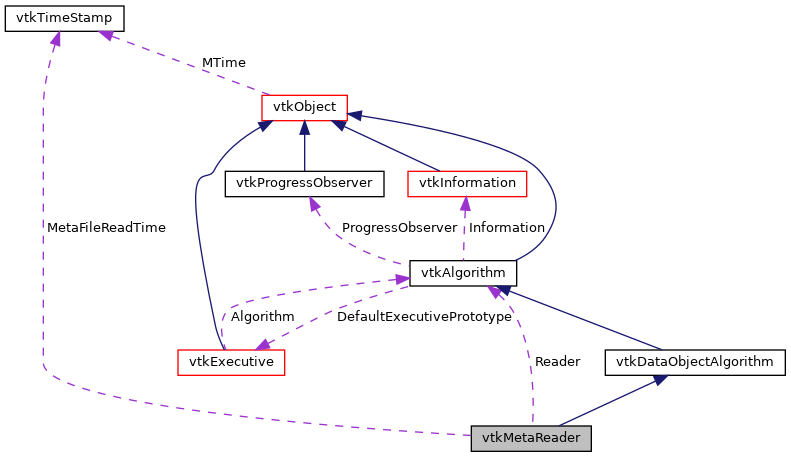 vtkTimeStamp
MTime
vtkObject
vtkProgressObserver
vtkInformation
MetaFileReadTime
ProgressObserver
Information
vtkAlgorithm
Algorithm
DefaultExecutivePrototype
vtkExecutive
Reader
vtkDataObjectAlgorithm
vtkMetaReader